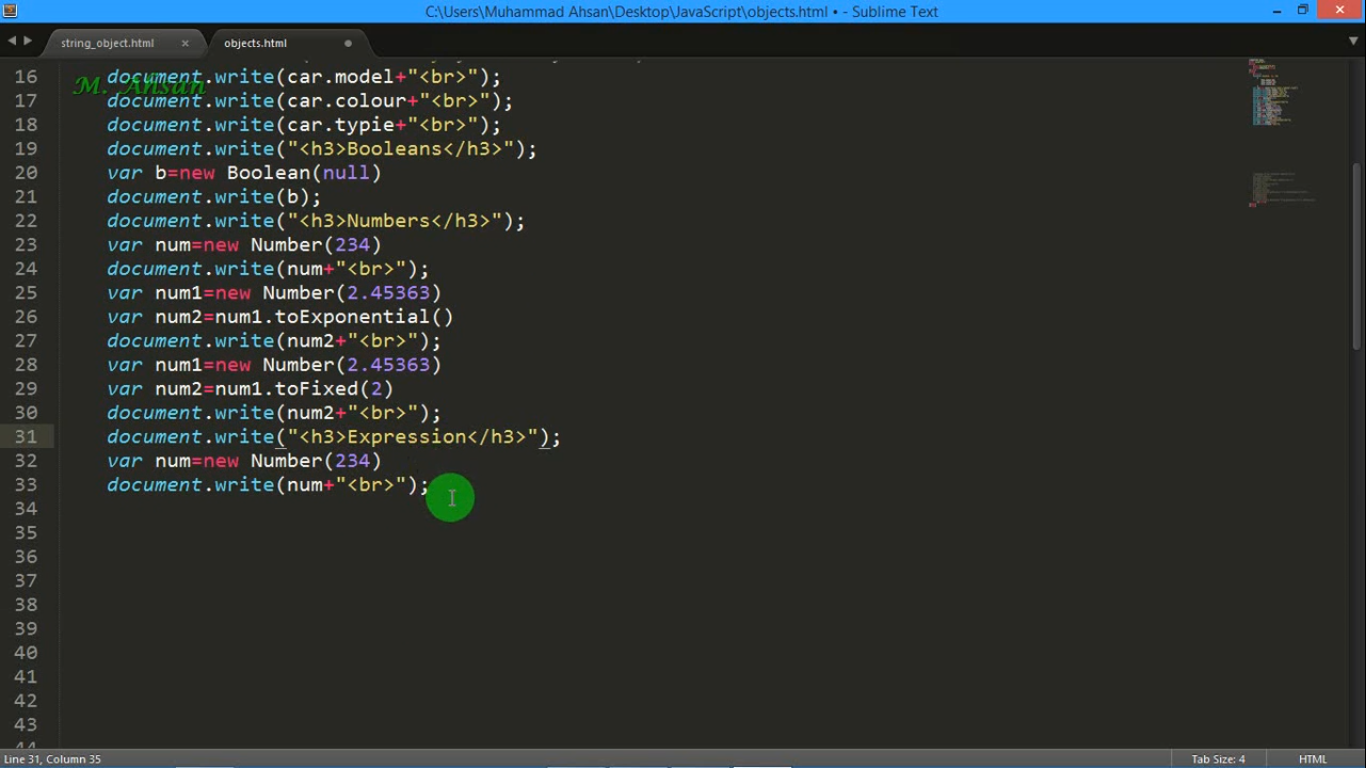 C:\Users\Muhammad Ahsan\Desktop\JavaScript\objects.html • - Sublime Text
string_object.html × objects.html
M. Ahsan
16 document.write(car.model+"<br>");
17 document.write(car.colour+"<br>");
18 document.write(car.typie+"<br>");
19 document.write("<h3>Booleans</h3>");
20 var b=new Boolean(null)
21 document.write(b);
22 document.write("<h3>Numbers</h3>");
23 var num=new Number(234)
24 document.write(num+"<br>");
25 var num1=new Number(2.45363)
26 var num2=num1.toExponential()
27 document.write(num2+"<br>");
28 var num1=new Number(2.45363)
29 var num2=num1.toFixed(2)
30 document.write(num2+"<br>");
31 document.write("<h3>Expression</h3>");
32 var num=new Number(234)
33 document.write(num+"<br>");
34
35
36
37
38
39
40
41
42
43
44
Line 31, Column 35 Tab Size: 4 HTML